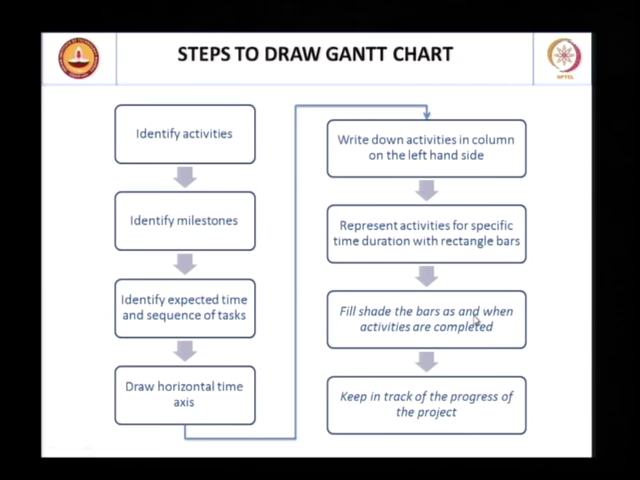 STEPS TO DRAW GANTT CHART
Identify activities
Identify milestones
Identify expected time
and sequence of tasks
Draw horizontal time
axis
Write down activities in column
on the left hand side
Represent activities for specific
time duration with rectangle bars
Fill shade the bars as and when
activities are completed
Keep in track of the progress of
the project
NPTEL